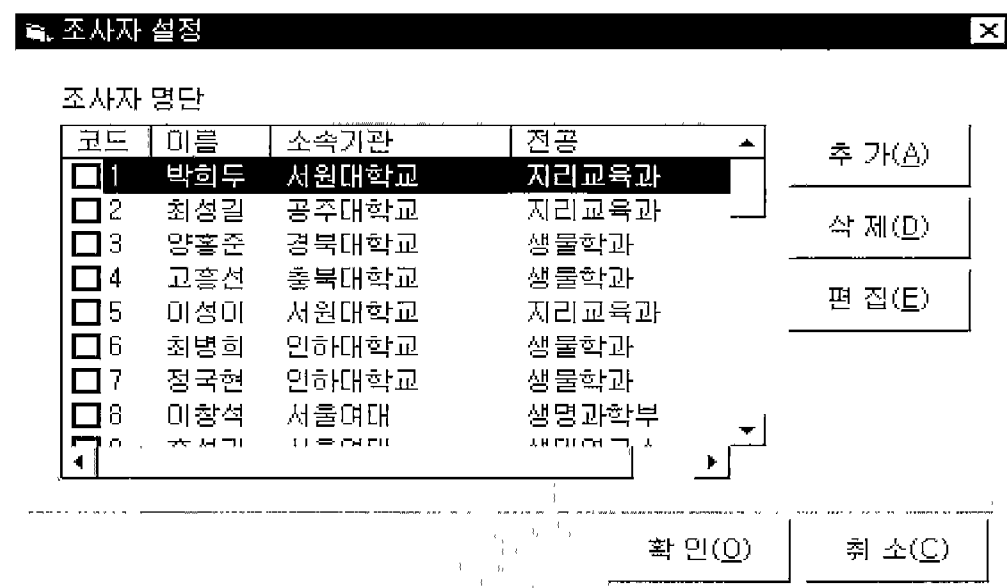 조사자 설정
조사자 명단
코드 이름 소속기관 전공
1 박희두 서원대학교 지리교육과
2 최성길 공주대학교 지리교육과
3 양홍준 경북대학교 생물학과
4 고흥선 충북대학교 생물학과
5 이성이 서원대학교 지리교육과
6 최병희 인하대학교 생물학과
7 정국현 인하대학교 생물학과
8 이창석 서울여대 생명과학부
추 가(A)
삭 제(D)
편 집(E)
확 인(O)
취 소(C)